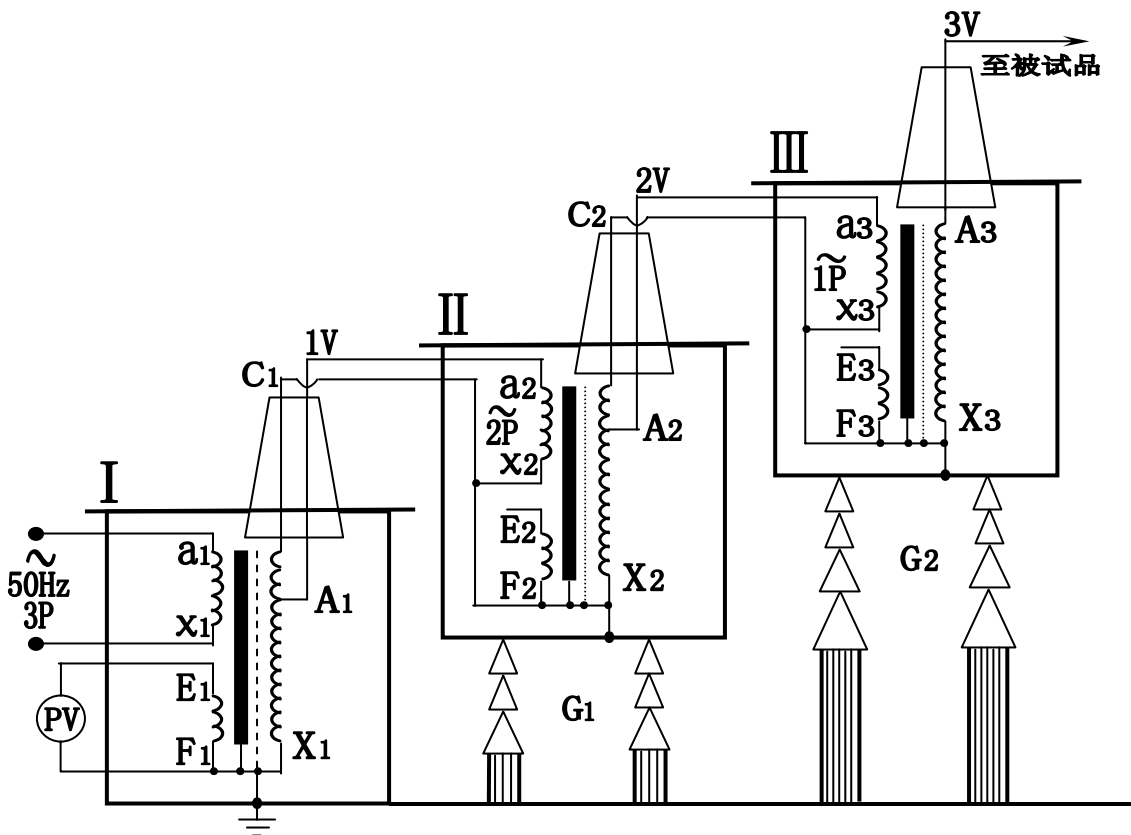 3V
至被试品
III
2V
C2
a3
A3
~
1P
x3
II
E3
1V
F3
X3
C1
a2
~
2P
A2
x2
I
E2
G2
a1
F2
X2
~
50Hz
3P
A1
x1
E1
PV
G1
F1
X1